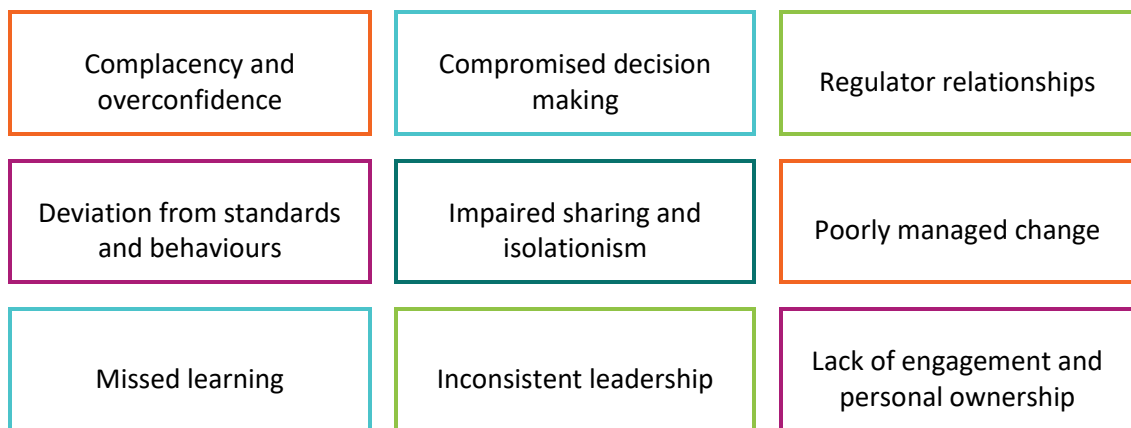 Complacency and
overconfidence
Compromised decision
making
Regulator relationships
Deviation from standards
and behaviours
Impaired sharing and
isolationism
Poorly managed change
Missed learning
Inconsistent leadership
Lack of engagement and
personal ownership